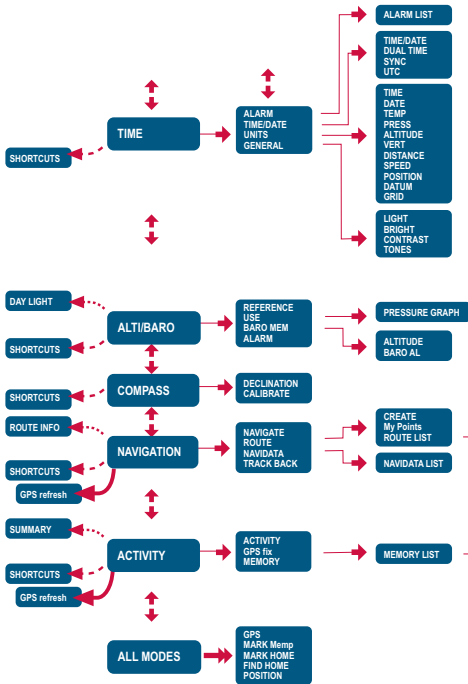 ALARM LIST
TIME/DATE
DUAL TIME
SYNC
UTC
TIME
SHORTCUTS
ALARM
TIME/DATE
UNITS
GENERAL
TIME
DATE
TEMP
PRESS
ALTITUDE
VERT
DISTANCE
SPEED
POSITION
DATUM
GRID
LIGHT
BRIGHT
CONTRAST
TONES
DAY LIGHT
SHORTCUTS
ALTI/BARO
REFERENCE
USE
BARO MEM
ALARM
PRESSURE GRAPH
ALTITUDE
BARO AL
SHORTCUTS
COMPASS
DECLINATION
CALIBRATE
ROUTE INFO
SHORTCUTS
GPS refresh
NAVIGATION
NAVIGATE
ROUTE
NAVIDATA
TRACK BACK
CREATE
My Points
ROUTE LIST
NAVIDATA LIST
SUMMARY
SHORTCUTS
GPS refresh
ACTIVITY
ACTIVITY
GPS fix
MEMORY
MEMORY LIST
ALL MODES
GPS
MARK Memp
MARK HOME
FIND HOME
POSITION